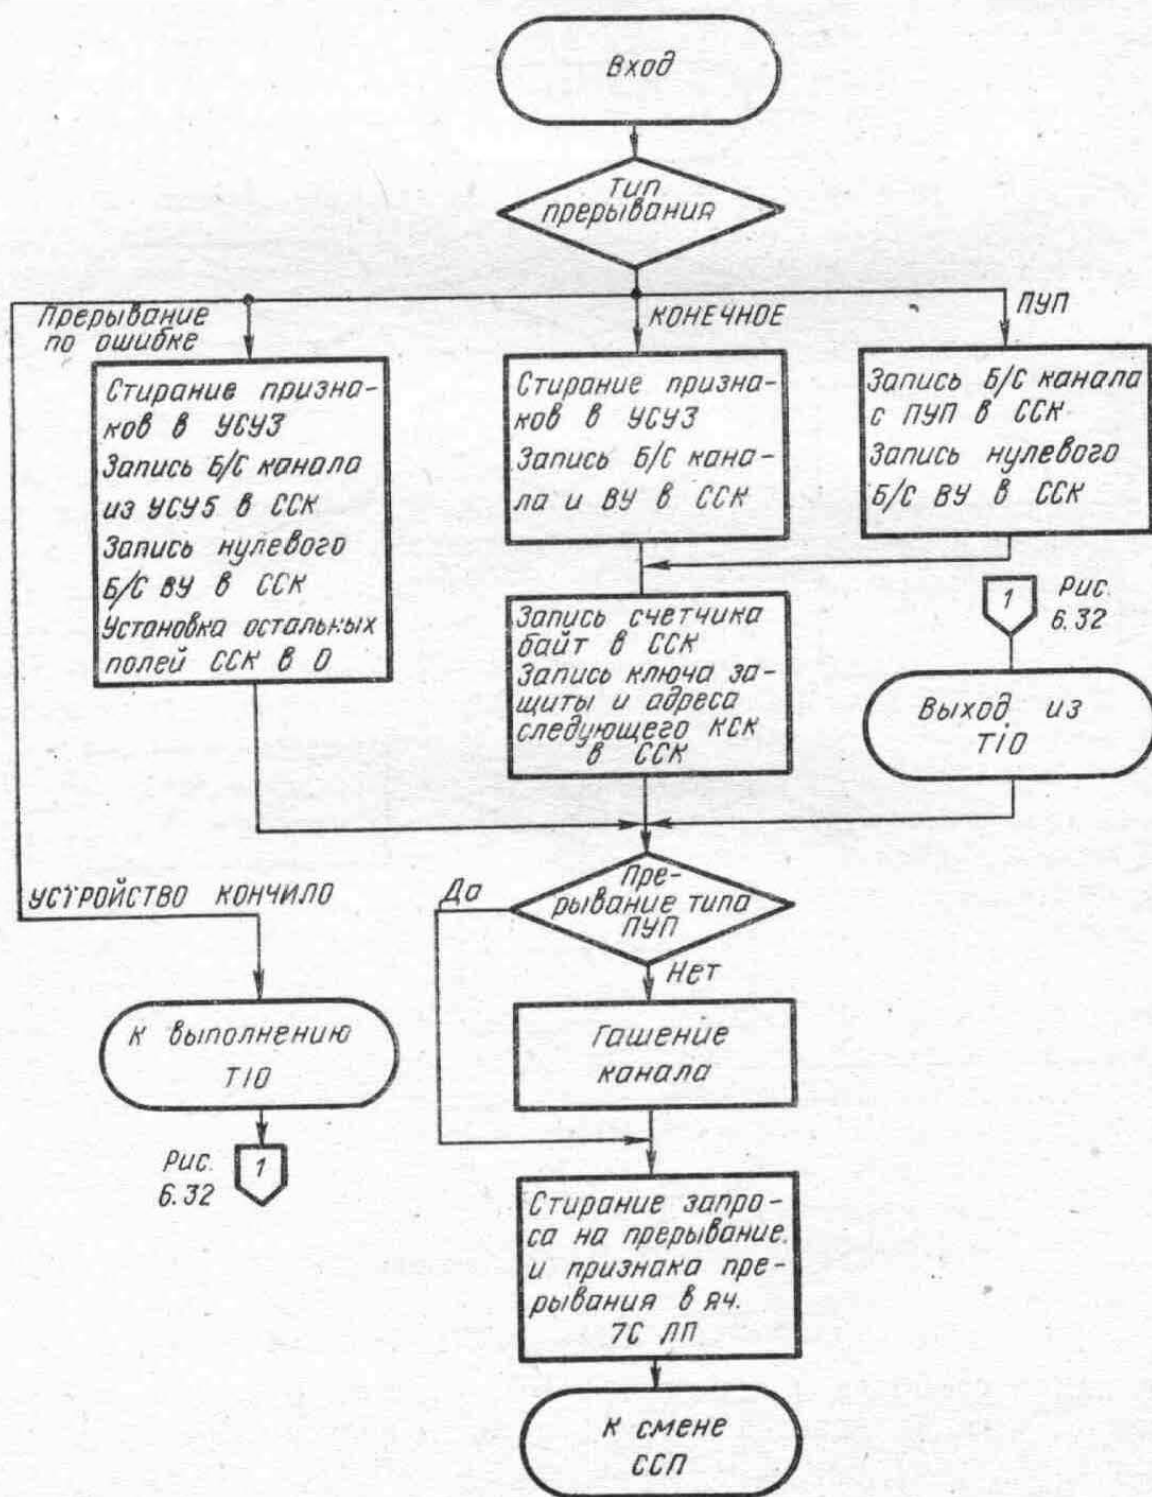 Вход
Тип
прерывания
Прерывание
по ошибке
КОНЕЧНОЕ
ПУП
Стирание призна-
ков в УСУ3
Запись Б/С канала
из УСУ5 в ССК
Запись нулевого
Б/С ВУ в ССК
Установка остальных
полей ССК в 0
Стирание призна-
ков в УСУ3
Запись Б/С кана-
ла и ВУ в ССК
Запись Б/С канала
с ПУП в ССК
Запись нулевого
Б/С ВУ в ССК
Запись счетчика
байт в ССК
Запись ключа за-
щиты и адреса
следующего КСК
в ССК
1
Рис.
6.32
Выход из
TIO
УСТРОЙСТВО КОНЧИЛО
Да
Пре-
рывание типа
ПУП
Нет
К выполнению
TIO
Гашение
канала
Рис.
6.32
1
Стирание запро-
са на прерывание.
и признака пре-
рывания в яч.
7С ЛП
К смене
ССП